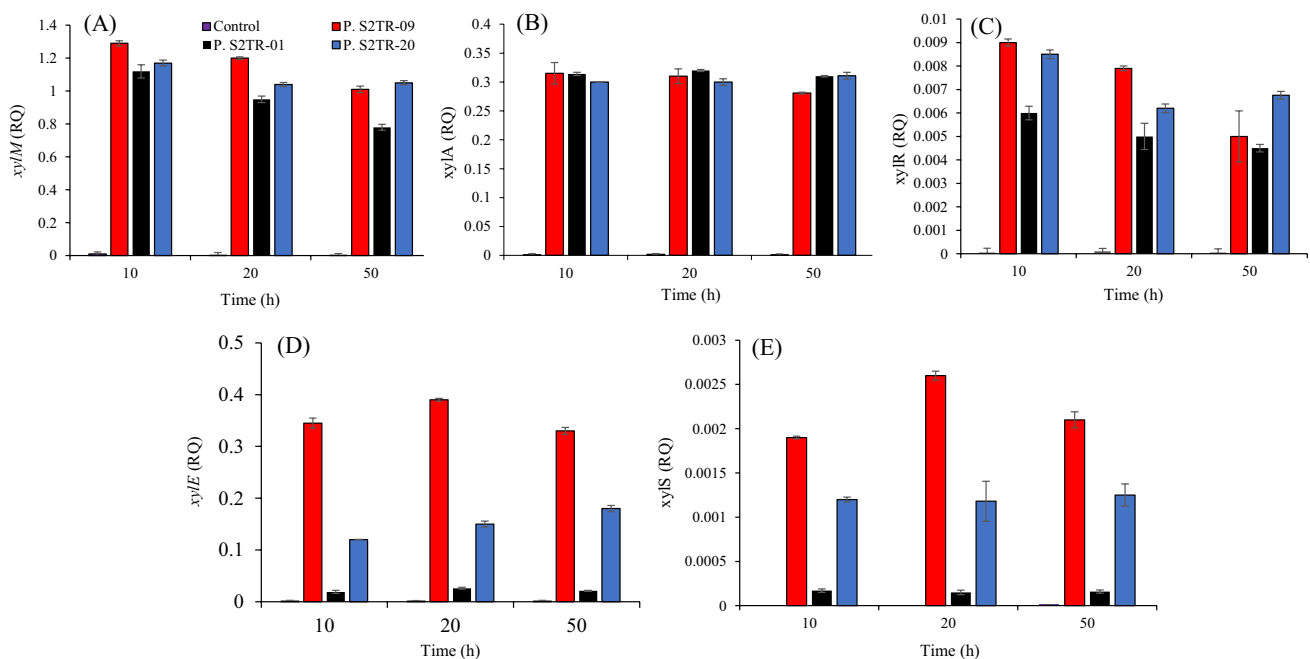 (A)
Control
P. S2TR-09
P. S2TR-01
P. S2TR-20
1.4
1.2
1
0.8
0.6
0.4
0.2
0
xylM (RQ)
10 20 50
Time (h)
(B)
0.4
0.35
0.3
0.25
0.2
0.15
0.1
0.05
0
xylA (RQ)
10 20 50
Time (h)
(C)
0.01
0.009
0.008
0.007
0.006
0.005
0.004
0.003
0.002
0.001
0
xylR (RQ)
10 20 50
Time (h)
(D)
0.5
0.4
0.3
0.2
0.1
0
xylE (RQ)
10 20 50
Time (h)
(E)
0.003
0.0025
0.002
0.0015
0.001
0.0005
0
xylS (RQ)
10 20 50
Time (h)